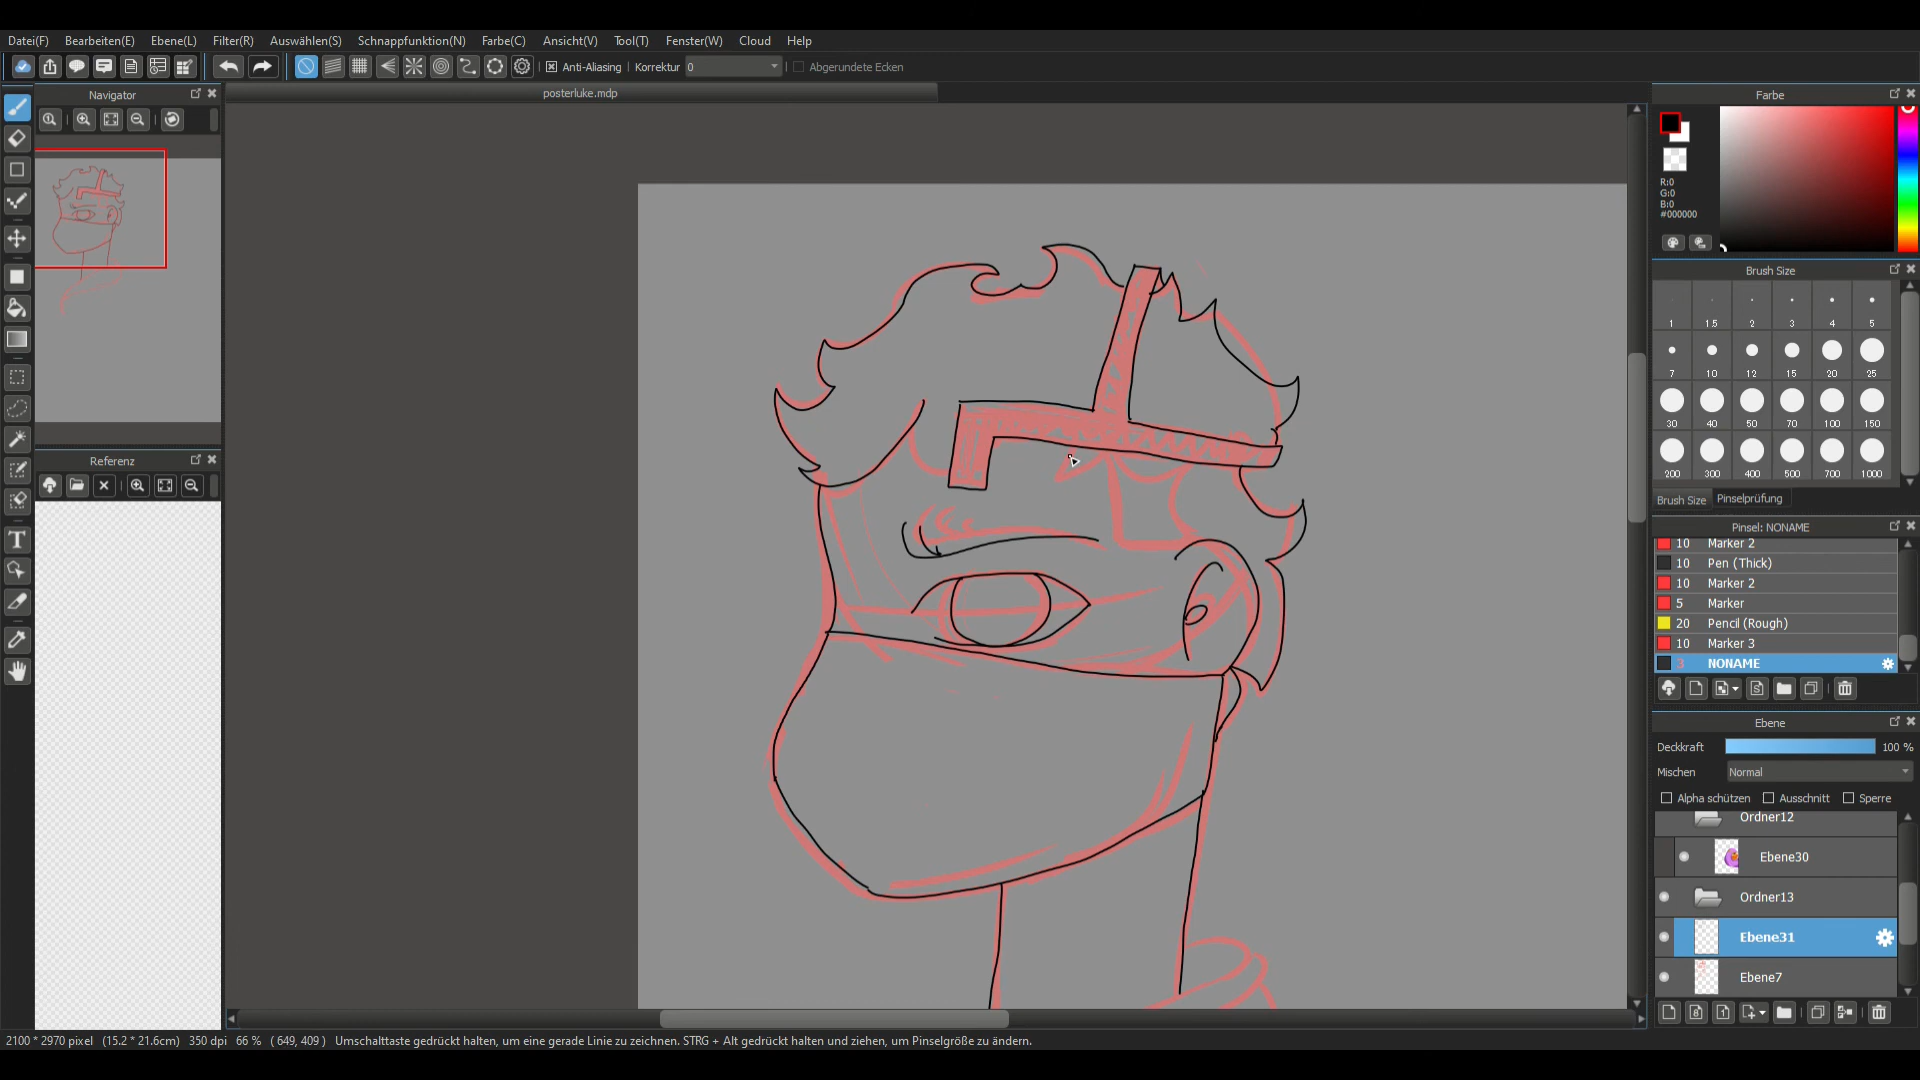 Datei(F) Bearbeiten(E) Ebene(L) Filter(R) Auswählen(S) Schnappfunktion(N) Farbe(C) Ansicht(V) Tool(T) Fenster(W) Cloud Help
Anti-Aliasing Korrektur 0 Abgerundete Ecken
Navigator
posterluke.mdp
Referenz
T
Farbe
R:0
G:0
B:0
#000000
Brush Size
1 1.5 2 3 4 5
7 10 12 15 20 25
30 40 50 70 100 150
200 300 400 500 700 1000
Brush Size Pinselprüfung
Pinsel: NONAME
10 Marker 2
10 Pen (Thick)
10 Marker 2
5 Marker
20 Pencil (Rough)
10 Marker 3
3 NONAME
Ebene
Deckkraft 100 %
Mischen Normal
Alpha schützen Ausschnitt Sperre
Ordner12
Ebene30
Ordner13
Ebene31
Ebene7
2100 * 2970 pixel (15.2 * 21.6cm) 350 dpi 66 % ( 649, 409 ) Umschalttaste gedrückt halten, um eine gerade Linie zu zeichnen. STRG + Alt gedrückt halten und ziehen, um Pinselgröße zu ändern.